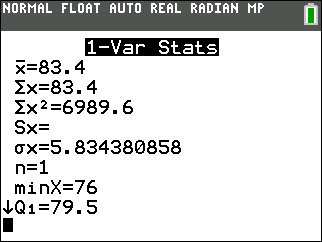 NORMAL FLOAT AUTO REAL RADIAN MP
1-Var Stats
x̄=83.4
Σx=83.4
Σx²=6989.6
Sx=
σx=5.834380858
n=1
minX=76
↓Q₁=79.5